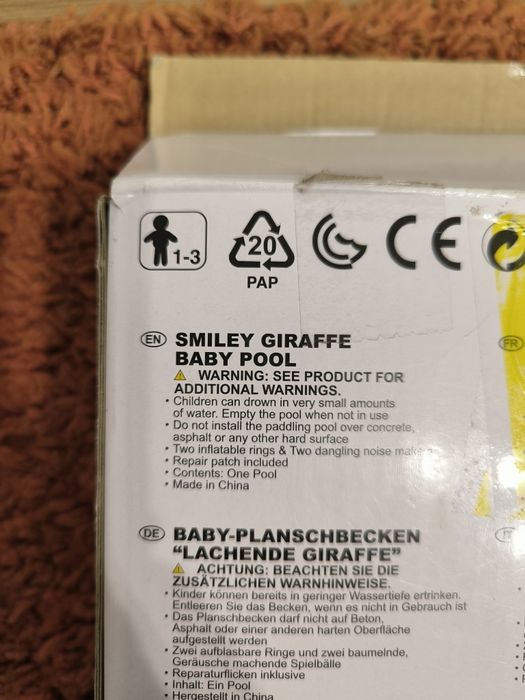 1-3
20
PAP
CE
EN SMILEY GIRAFFE
BABY POOL
WARNING: SEE PRODUCT FOR
ADDITIONAL WARNINGS.
• Children can drown in very small amounts
of water. Empty the pool when not in use
• Do not install the paddling pool over concrete,
asphalt or any other hard surface
• Two inflatable rings & Two dangling noise
• Repair patch included
• Contents: One Pool
• Made in China
FR
DE BABY-PLANSCHBECKEN
“LACHENDE GIRAFFE”
ACHTUNG: BEACHTEN SIE DIE
ZUSÄTZLICHEN WARNHINWEISE.
• Kinder können bereits in geringer Wassertiefe ertrinken.
Entleeren Sie das Becken, wenn es nicht in Gebrauch ist
• Das Planschbecken darf nicht auf Beton,
Asphalt oder einer anderen harten Oberfläche
aufgestellt werden
• Zwei aufblasbare Ringe und zwei baumelnde,
Geräusche machende Spielbälle
• Reparaturflicken inklusive
• Inhalt: Ein Pool
• Hergestellt in China